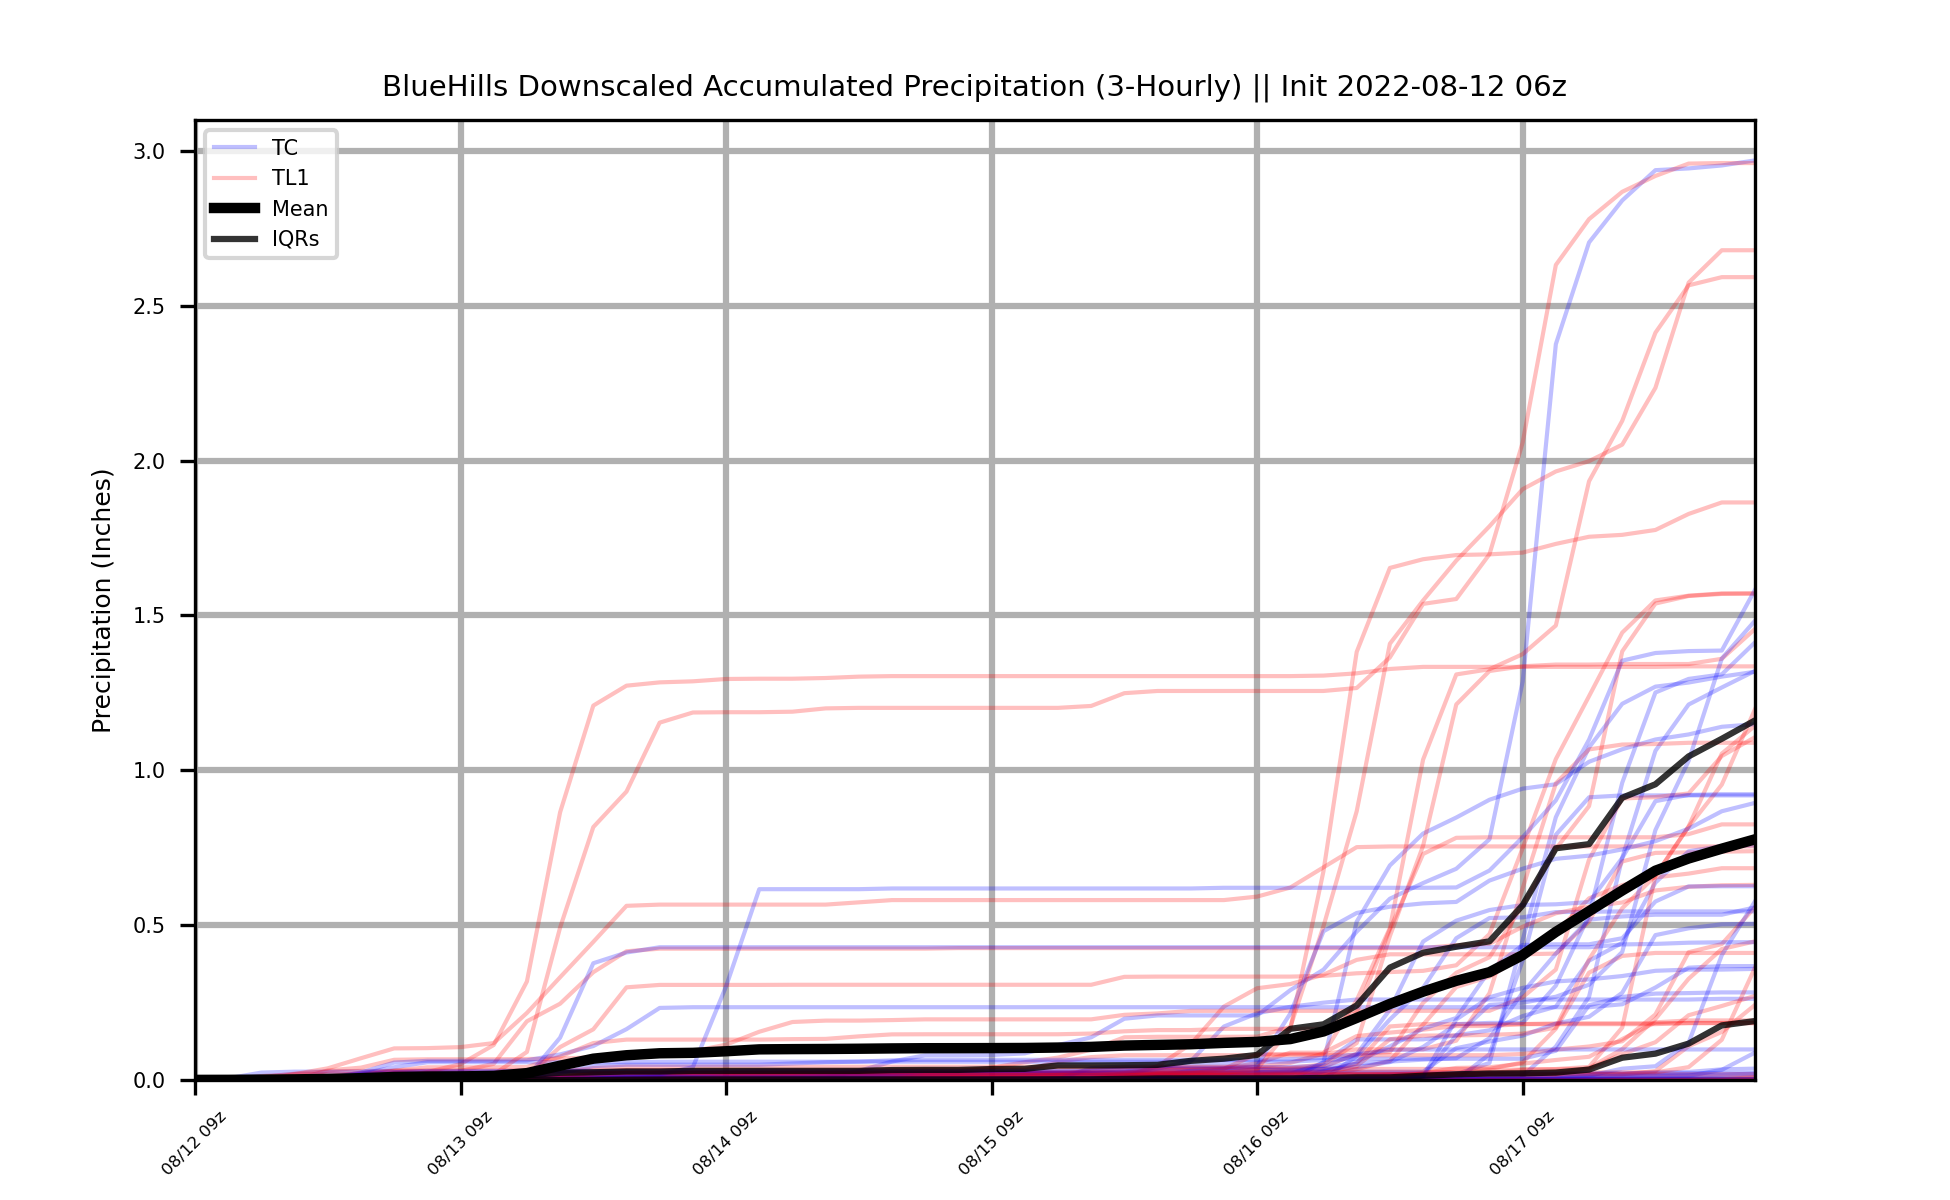 BlueHills Downscaled Accumulated Precipitation (3-Hourly) || Init 2022-08-12 06z
TC
TL1
Mean
IQRs
Precipitation (Inches)
3.0
2.5
2.0
1.5
1.0
0.5
0.0
08/12 09z
08/13 09z
08/14 09z
08/15 09z
08/16 09z
08/17 09z